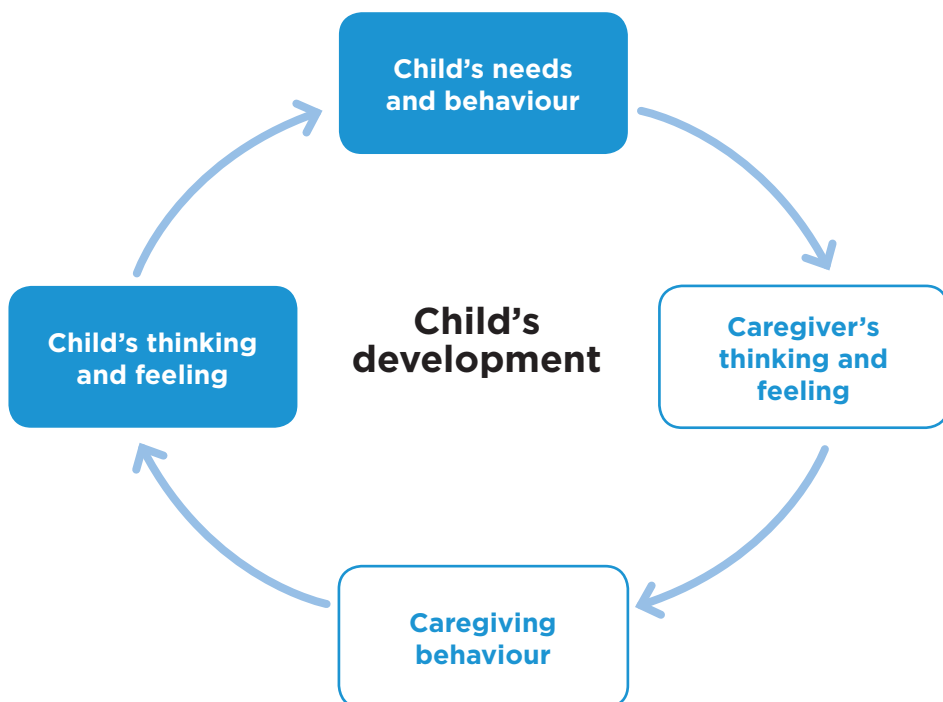 Child’s needs
and behaviour
Child’s thinking
and feeling
Child’s
development
Caregiver’s
thinking and
feeling
Caregiving
behaviour